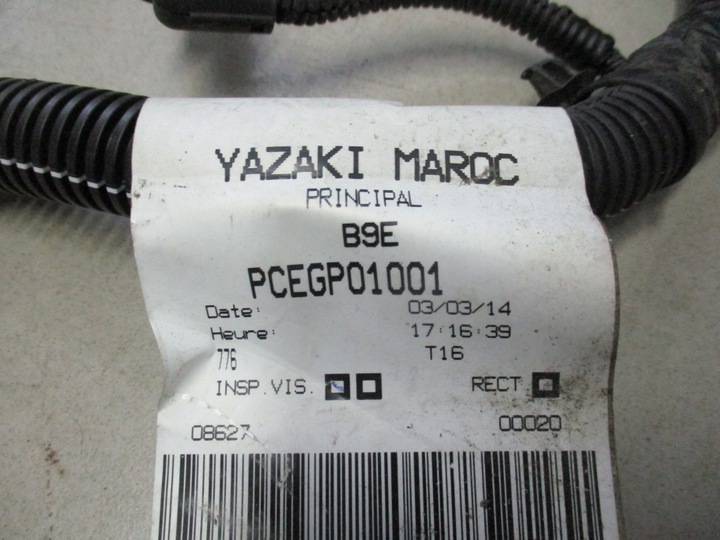 YAZAKI MAROC
PRINCIPAL
B9E
PCEGP01001
Date: 03/03/14
Heure: 17:16:39
776 T16
INSP.VIS. RECT
08627 00020